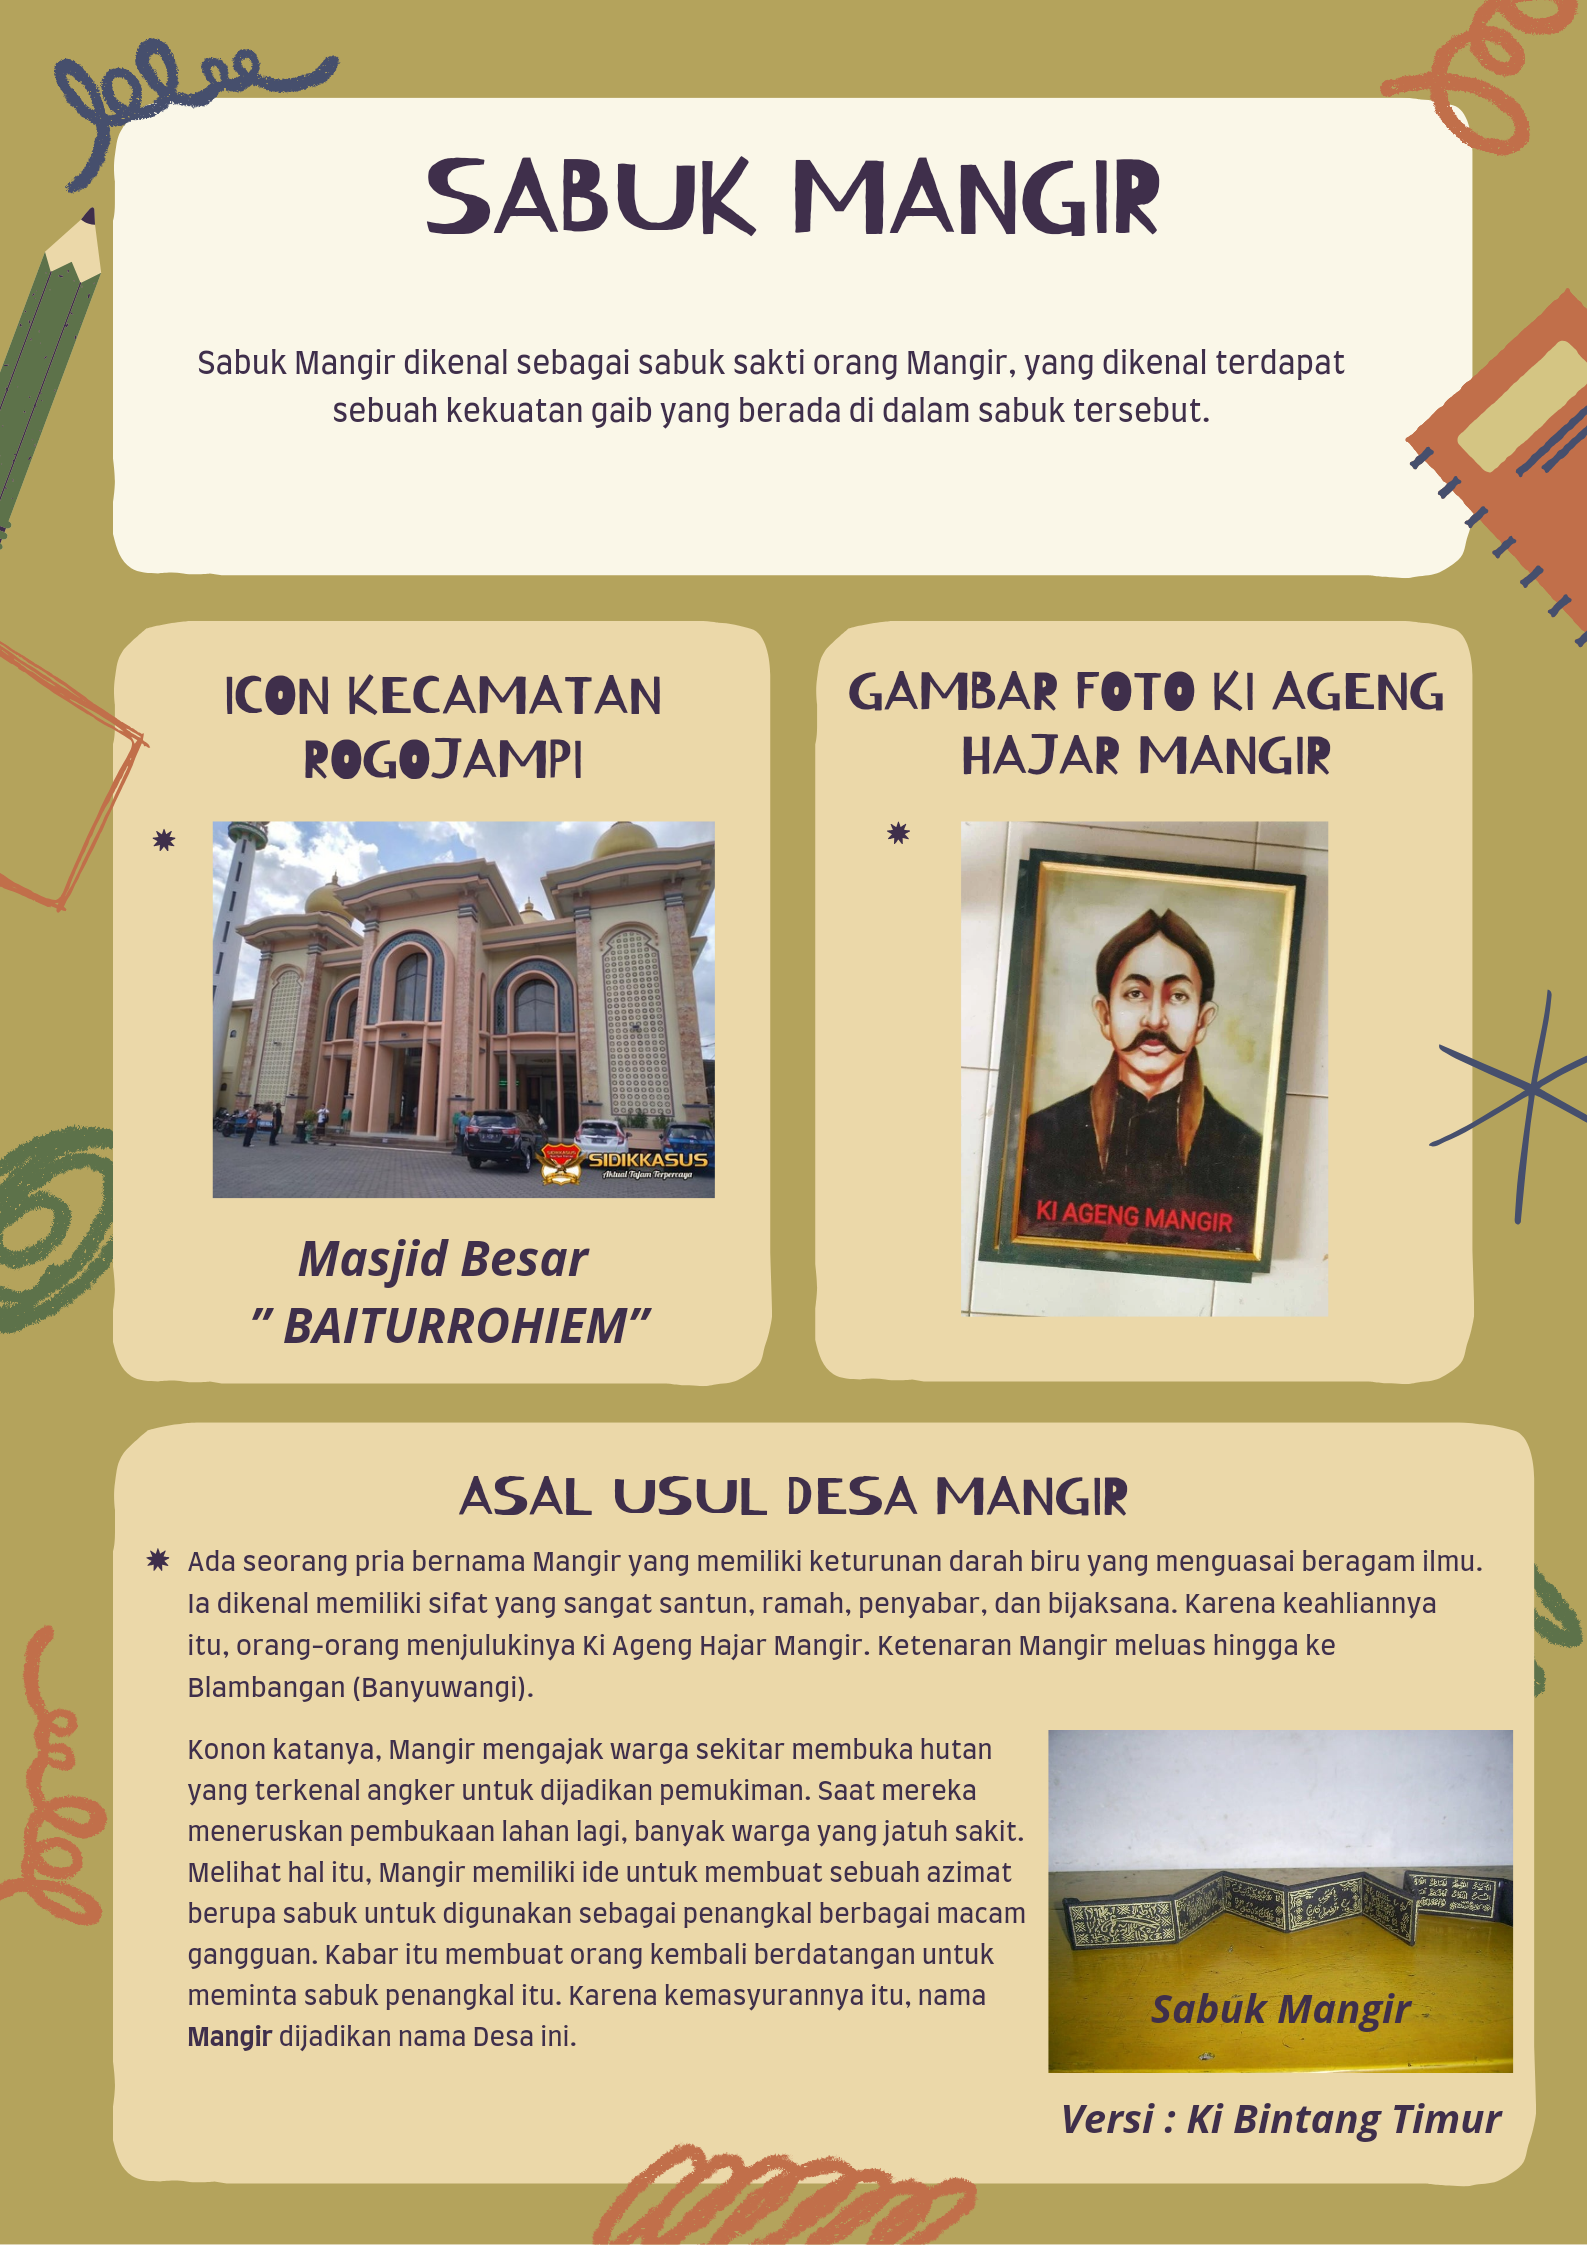 SABUK MANGIR
Sabuk Mangir dikenal sebagai sabuk sakti orang Mangir, yang dikenal terdapat
sebuah kekuatan gaib yang berada di dalam sabuk tersebut.
ICON KECAMATAN
ROGOJAMPI
SIDIKKASUS
Aktual Tajam Terpercaya
Masjid Besar
” BAITURROHIEM”
GAMBAR FOTO KI AGENG
HAJAR MANGIR
KI AGENG MANGIR
ASAL USUL DESA MANGIR
Ada seorang pria bernama Mangir yang memiliki keturunan darah biru yang menguasai beragam ilmu.
Ia dikenal memiliki sifat yang sangat santun, ramah, penyabar, dan bijaksana. Karena keahliannya
itu, orang-orang menjulukinya Ki Ageng Hajar Mangir. Ketenaran Mangir meluas hingga ke
Blambangan (Banyuwangi).
Konon katanya, Mangir mengajak warga sekitar membuka hutan
yang terkenal angker untuk dijadikan pemukiman. Saat mereka
meneruskan pembukaan lahan lagi, banyak warga yang jatuh sakit.
Melihat hal itu, Mangir memiliki ide untuk membuat sebuah azimat
berupa sabuk untuk digunakan sebagai penangkal berbagai macam
gangguan. Kabar itu membuat orang kembali berdatangan untuk
meminta sabuk penangkal itu. Karena kemasyurannya itu, nama
Mangir dijadikan nama Desa ini.
Sabuk Mangir
Versi : Ki Bintang Timur